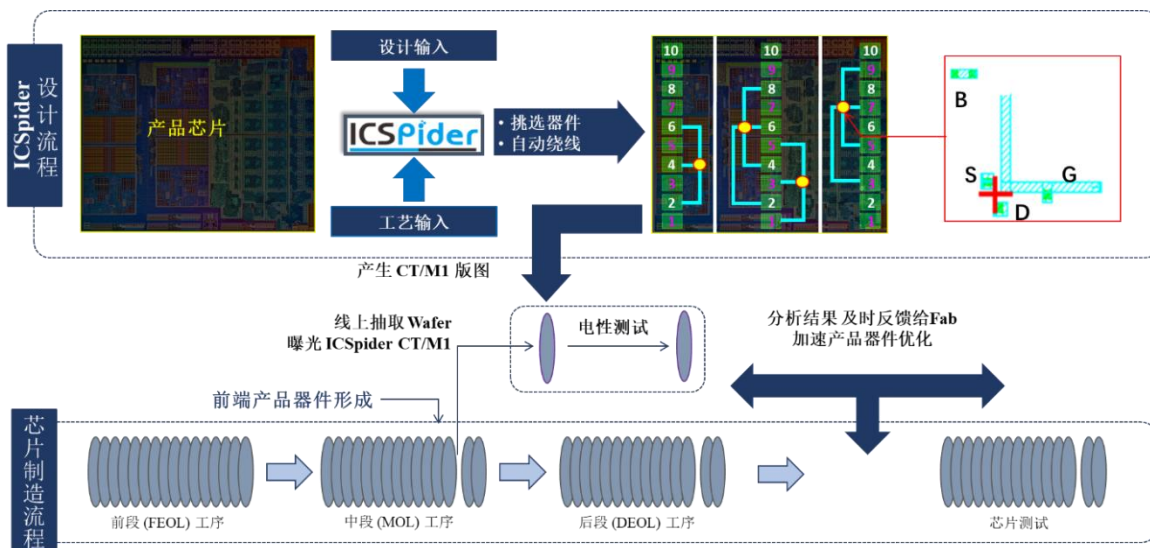 ICSpider
设计流程
产品芯片
设计输入
ICSPider
工艺输入
• 挑选器件
• 自动绕线
10
9
8
7
6
5
4
3
2
1
10
9
8
7
6
5
4
3
2
1
10
9
8
7
6
5
4
3
2
1
B
S
G
D
产生 CT/M1 版图
线上抽取 Wafer
曝光 ICSpider CT/M1
电性测试
分析结果 及时反馈给Fab
加速产品器件优化
前端产品器件形成
芯片制造流程
前段 (FEOL) 工序
中段 (MOL) 工序
后段 (DEOL) 工序
芯片测试